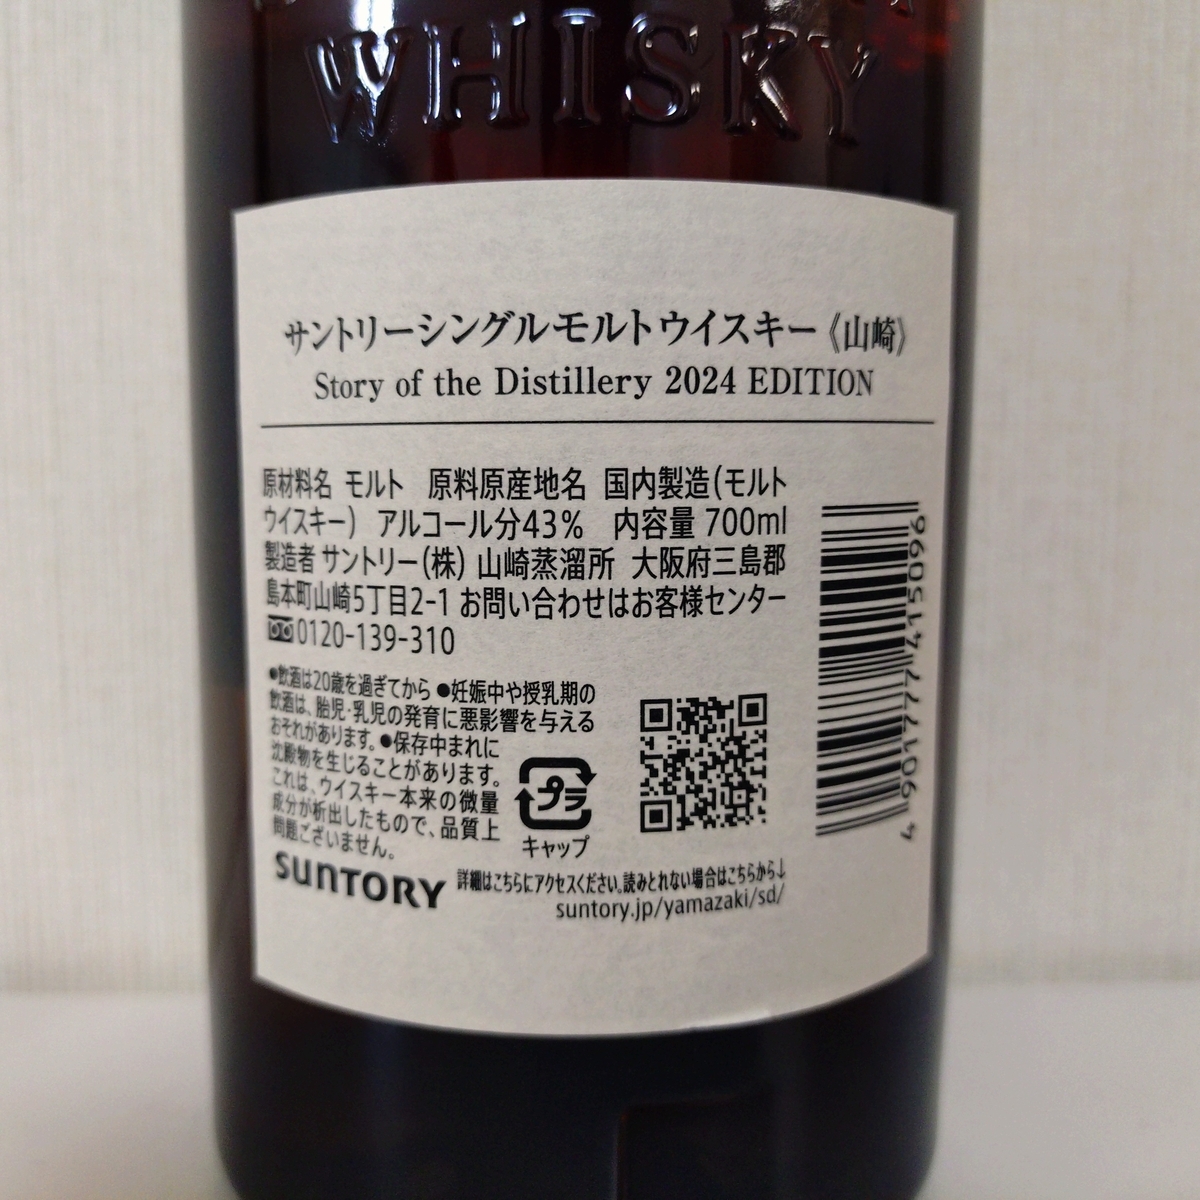 WHISKY
サントリーシングルモルトウイスキー《山崎》
Story of the Distillery 2024 EDITION
原材料名 モルト 原料原産地名 国内製造(モルト
ウイスキー) アルコール分43% 内容量 700ml
製造者 サントリー(株) 山崎蒸溜所 大阪府三島郡
島本町山崎5丁目2-1 お問い合わせはお客様センター
0120-139-310
●飲酒は20歳を過ぎてから ●妊娠中や授乳期の
飲酒は、胎児・乳児の発育に悪影響を与える
おそれがあります。●保存中まれに
沈殿物を生じることがあります。
これは、ウイスキー本来の微量
成分が析出したもので、品質上
問題ございません。
プラ
キャップ
SUNTORY
詳細はこちらにアクセスください。読みとれない場合はこちらから↓
suntory.jp/yamazaki/sd/
4 901777 415096